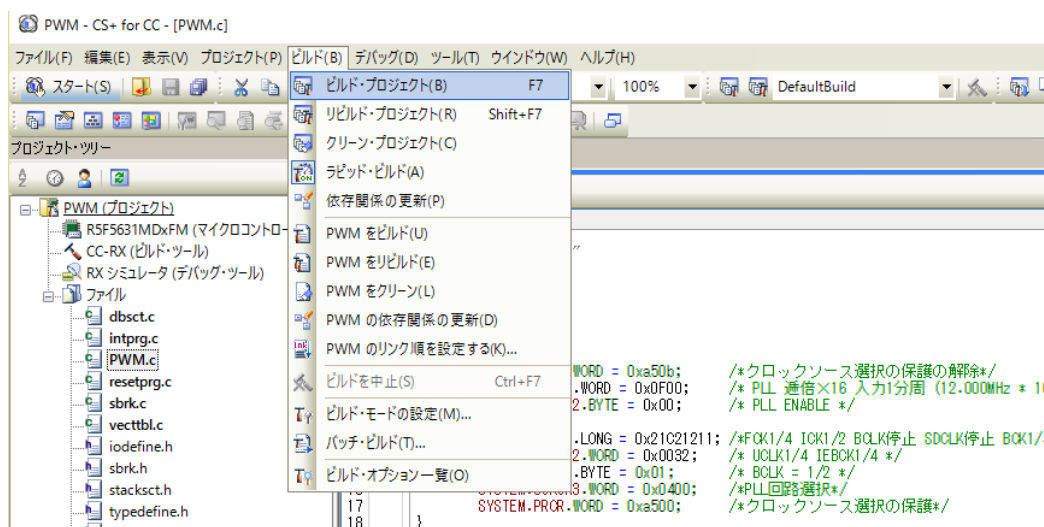 PWM - CS+ for CC - [PWM.c]
ファイル(F) 編集(E) 表示(V) プロジェクト(P) ビルド(B) デバッグ(D) ツール(T) ウインドウ(W) ヘルプ(H)
スタート(S) 100% DefaultBuild
ビルド・プロジェクト(B) F7
リビルド・プロジェクト(R) Shift+F7
クリーン・プロジェクト(C)
ラピッド・ビルド(A)
依存関係の更新(P)
PWM をビルド(U)
PWM をリビルド(E)
PWM をクリーン(L)
PWM の依存関係の更新(D)
PWM のリンク順を設定する(K)...
ビルドを中止(S) Ctrl+F7
ビルド・モードの設定(M)...
バッチ・ビルド(T)...
ビルド・オプション一覧(O)
プロジェクト・ツリー
PWM (プロジェクト)
R5F5631MDxFM (マイクロコントロー
CC-RX (ビルド・ツール)
RX シミュレータ (デバッグ・ツール)
ファイル
dbsct.c
intprg.c
PWM.c
resetprg.c
sbrk.c
vecttbl.c
iodefine.h
sbrk.h
stacksct.h
typedefine.h
"
WORD = 0xa50b; /*クロックソース選択の保護の解除*/
.WORD = 0x0F00; /* PLL 逓倍×16 入力1分周 (12.000MHz * 1
2.BYTE = 0x00; /* PLL ENABLE */
.LONG = 0x21C21211; /*FCK1/4 ICK1/2 BCLK停止 SDCLK停止 BCK1/
2.WORD = 0x0032; /* UCLK1/4 IEBCK1/4 */
.BYTE = 0x01; /* BCLK = 1/2 */
3.WORD = 0x0400; /*PLL回路選択*/
17 SYSTEM.PRCR.WORD = 0xa500; /*クロックソース選択の保護*/
18 }